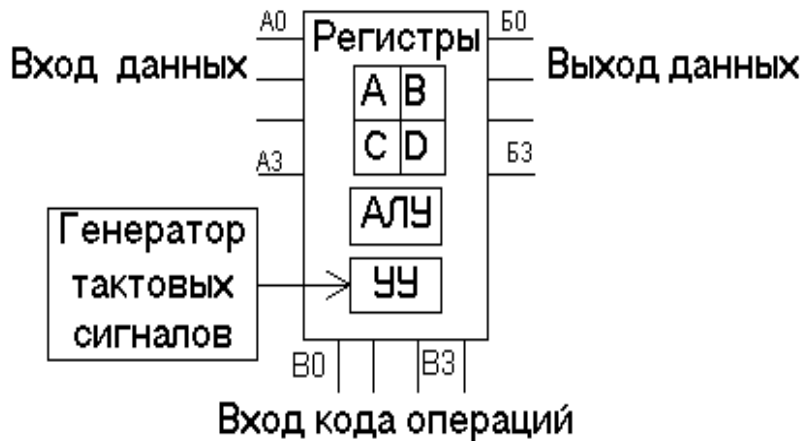 А0
Регистры
Б0
Вход данных
Выход данных
A B
C D
А3
Б3
АЛУ
Генератор
тактовых
сигналов
УУ
В0
В3
Вход кода операций